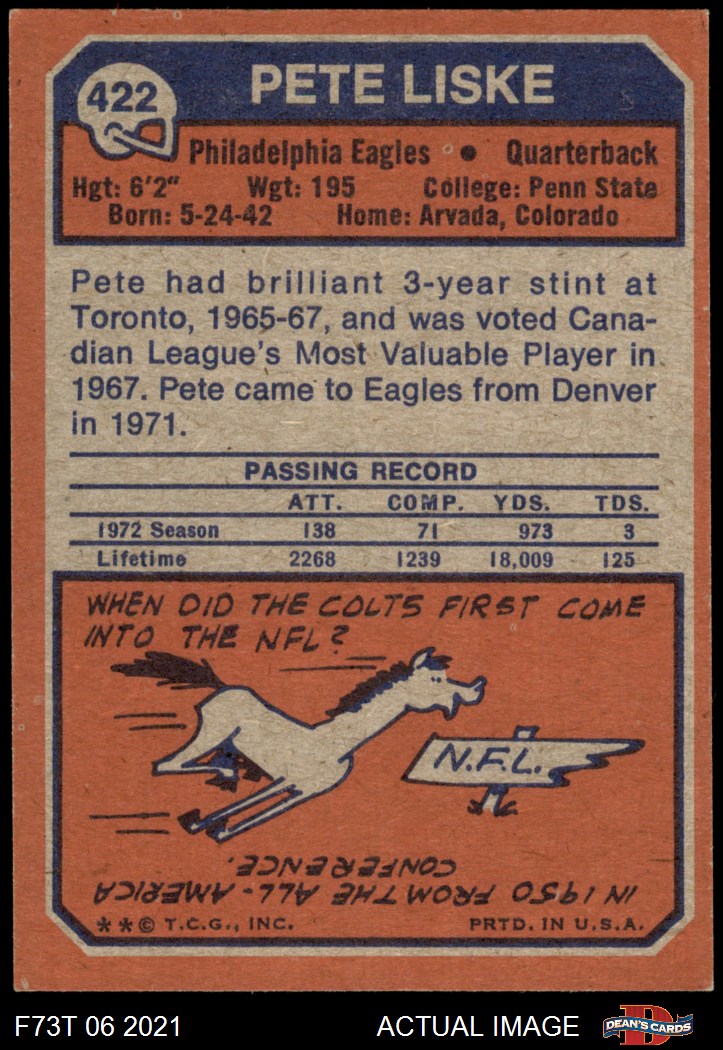 422
PETE LISKE
Philadelphia Eagles • Quarterback
Hgt: 6'2" Wgt: 195 College: Penn State
Born: 5-24-42 Home: Arvada, Colorado
Pete had brilliant 3-year stint at
Toronto, 1965-67, and was voted Cana-
dian League's Most Valuable Player in
1967. Pete came to Eagles from Denver
in 1971.
PASSING RECORD
ATT. COMP. YDS. TDS.
1972 Season 138 71 973 3
Lifetime 2268 1239 18,009 125
WHEN DID THE COLTS FIRST COME
INTO THE NFL?
N.F.L.
IN 1950 FROM THE ALL-AMERICA
CONFERENCE.
**© T.C.G., INC. PRTD. IN U.S.A.
F73T 06 2021 ACTUAL IMAGE D DEAN'S CARDS